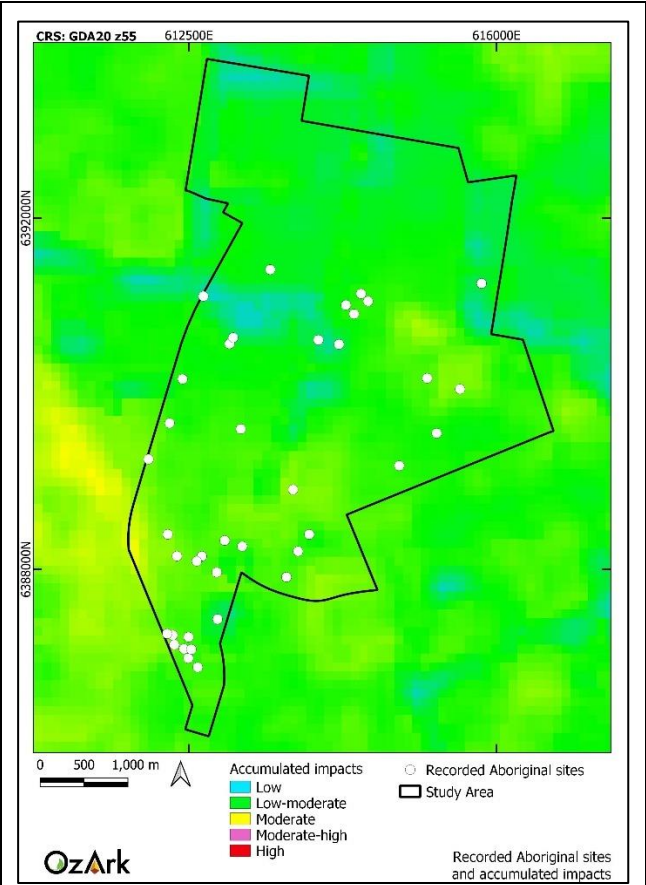 CRS: GDA20 z55
612500E
616000E
6392000N
6388000N
0 500 1,000 m
Accumulated impacts
Low
Low-moderate
Moderate
Moderate-high
High
Recorded Aboriginal sites
Study Area
OzArk
Recorded Aboriginal sites
and accumulated impacts